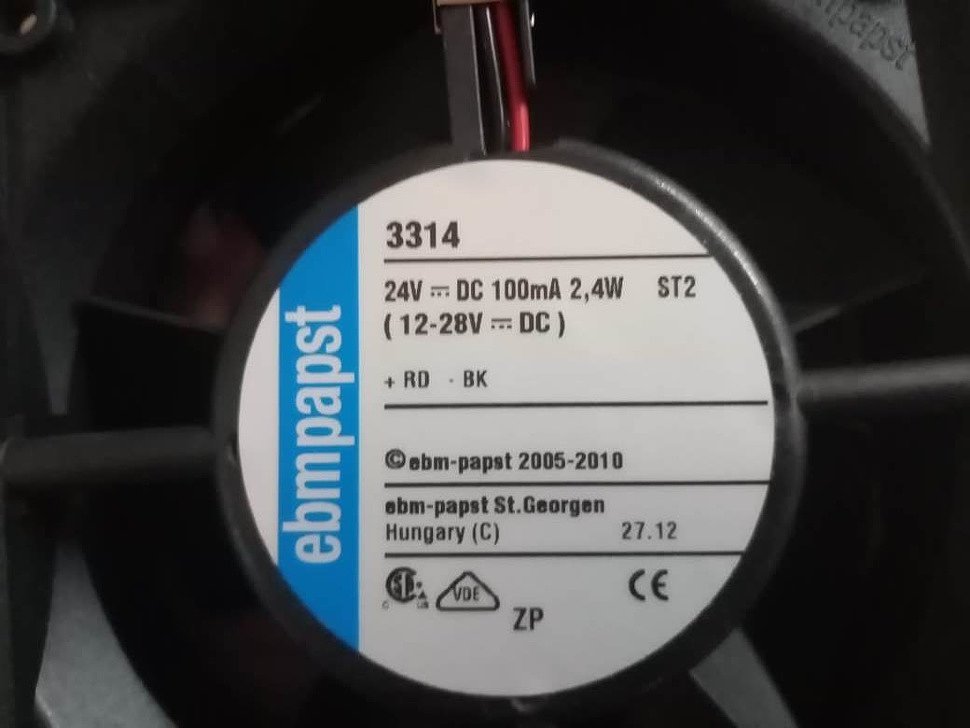 mpapst
ebmpapst
3314
24V ⎓ DC 100mA 2,4W ST2
( 12-28V ⎓ DC )
+ RD - BK
©ebm-papst 2005-2010
ebm-papst St.Georgen
Hungary (C) 27.12
VDE
CE
ZP